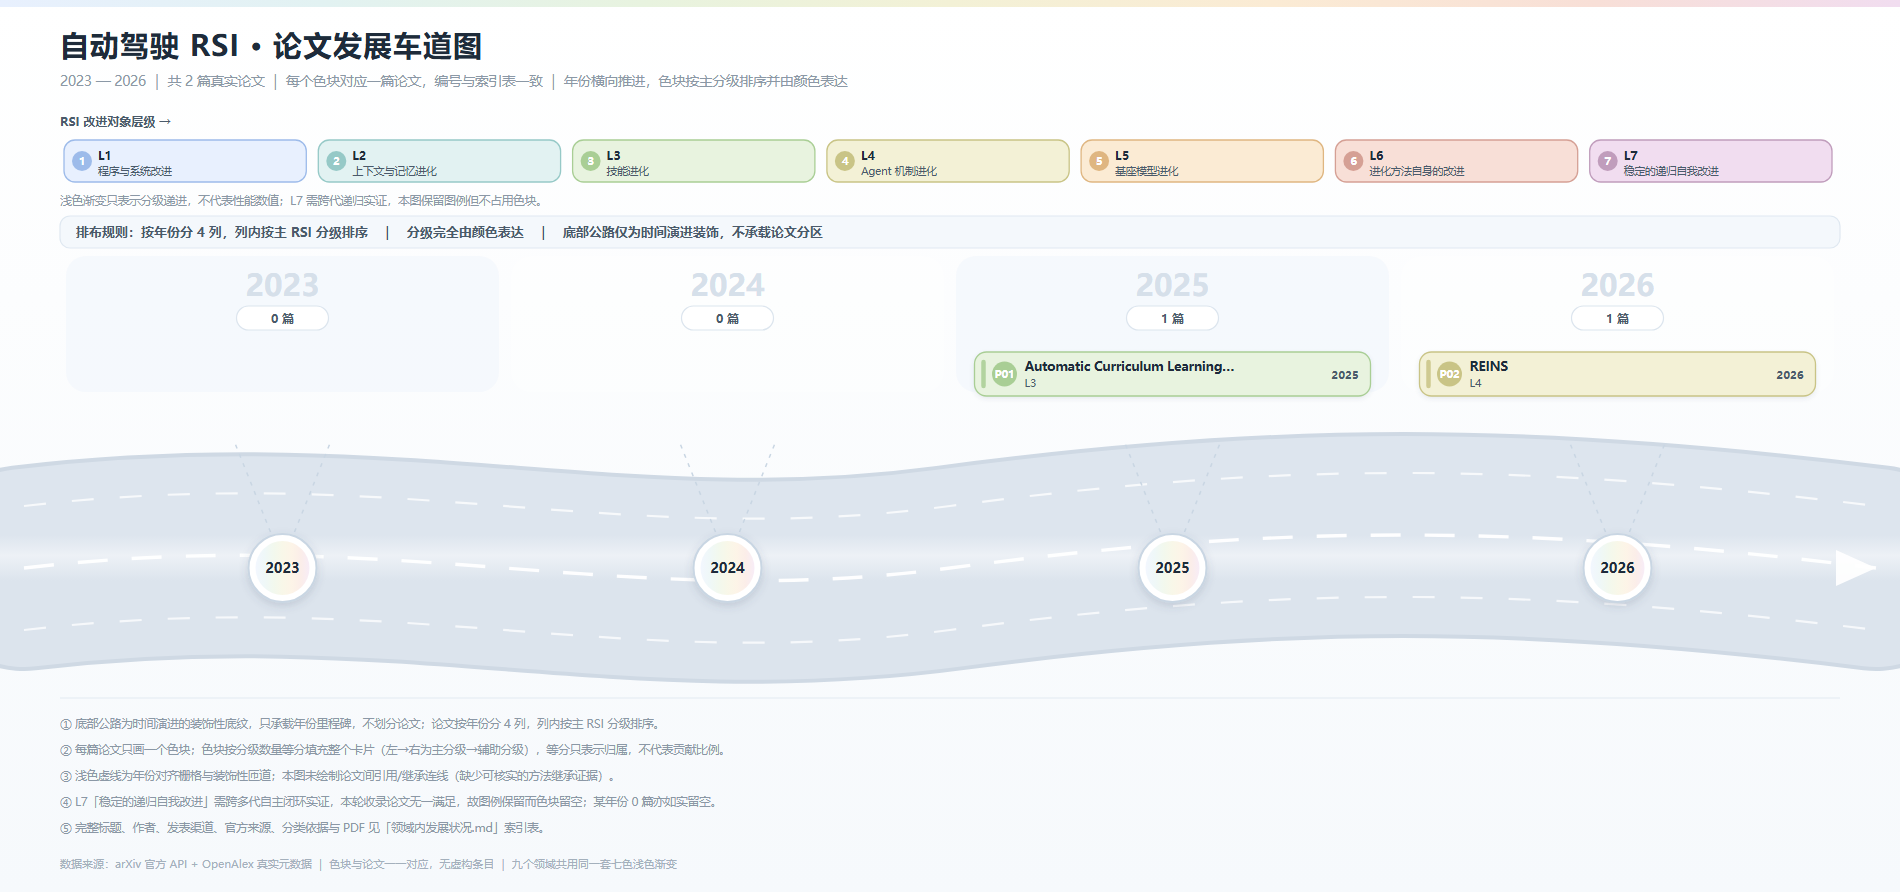 自动驾驶 RSI · 论文发展车道图
2023 — 2026 ｜ 共 2 篇真实论文 ｜ 每个色块对应一篇论文，编号与索引表一致 ｜ 年份横向推进，色块按主分级排序并由颜色表达
RSI 改进对象层级 →
1 L1 程序与系统改进
2 L2 上下文与记忆进化
3 L3 技能进化
4 L4 Agent 机制进化
5 L5 基座模型进化
6 L6 进化方法自身的改进
7 L7 稳定的递归自我改进
浅色渐变只表示分级递进，不代表性能数值；L7 需跨代递归实证，本图保留图例但不占用色块。
排布规则：按年份分 4 列，列内按主 RSI 分级排序 ｜ 分级完全由颜色表达 ｜ 底部公路仅为时间演进装饰，不承载论文分区
2023
0 篇
2024
0 篇
2025
1 篇
P01 Automatic Curriculum Learning... L3 2025
2026
1 篇
P02 REINS L4 2026
2023
2024
2025
2026
① 底部公路为时间演进的装饰性底纹，只承载年份里程碑，不划分论文；论文按年份分 4 列，列内按主 RSI 分级排序。
② 每篇论文只画一个色块；色块按分级数量等分填充整个卡片（左→右为主分级→辅助分级），等分只表示归属，不代表贡献比例。
③ 浅色虚线为年份对齐栅格与装饰性匝道；本图未绘制论文间引用/继承连线（缺少可核实的方法继承证据）。
④ L7「稳定的递归自我改进」需跨多代自主闭环实证，本轮收录论文无一满足，故图例保留而色块留空；某年份 0 篇亦如实留空。
⑤ 完整标题、作者、发表渠道、官方来源、分类依据与 PDF 见「领域内发展状况.md」索引表。
数据来源：arXiv 官方 API + OpenAlex 真实元数据 ｜ 色块与论文一一对应，无虚构条目 ｜ 九个领域共用同一套七色浅色渐变